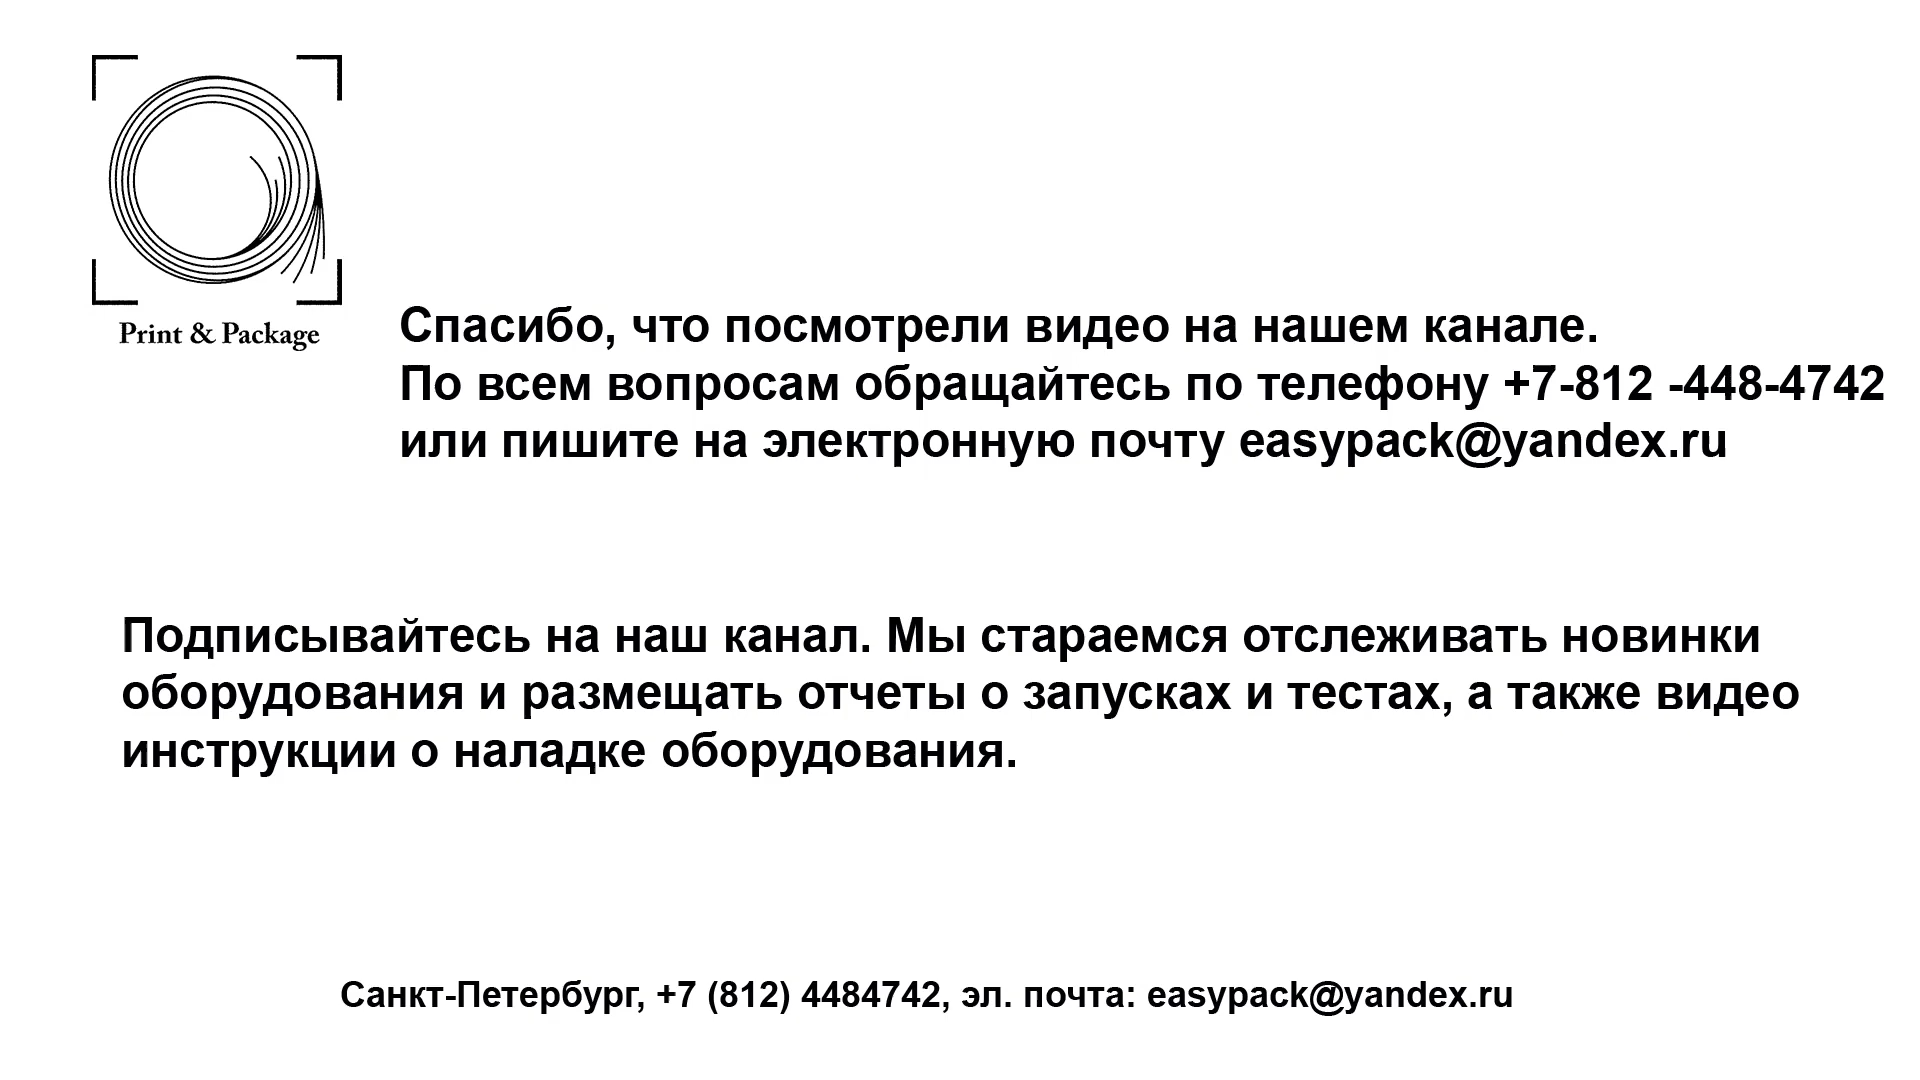 Print & Package
Спасибо, что посмотрели видео на нашем канале.
По всем вопросам обращайтесь по телефону +7-812 -448-4742
или пишите на электронную почту easypack@yandex.ru
Подписывайтесь на наш канал. Мы стараемся отслеживать новинки
оборудования и размещать отчеты о запусках и тестах, а также видео
инструкции о наладке оборудования.
Санкт-Петербург, +7 (812) 4484742, эл. почта: easypack@yandex.ru